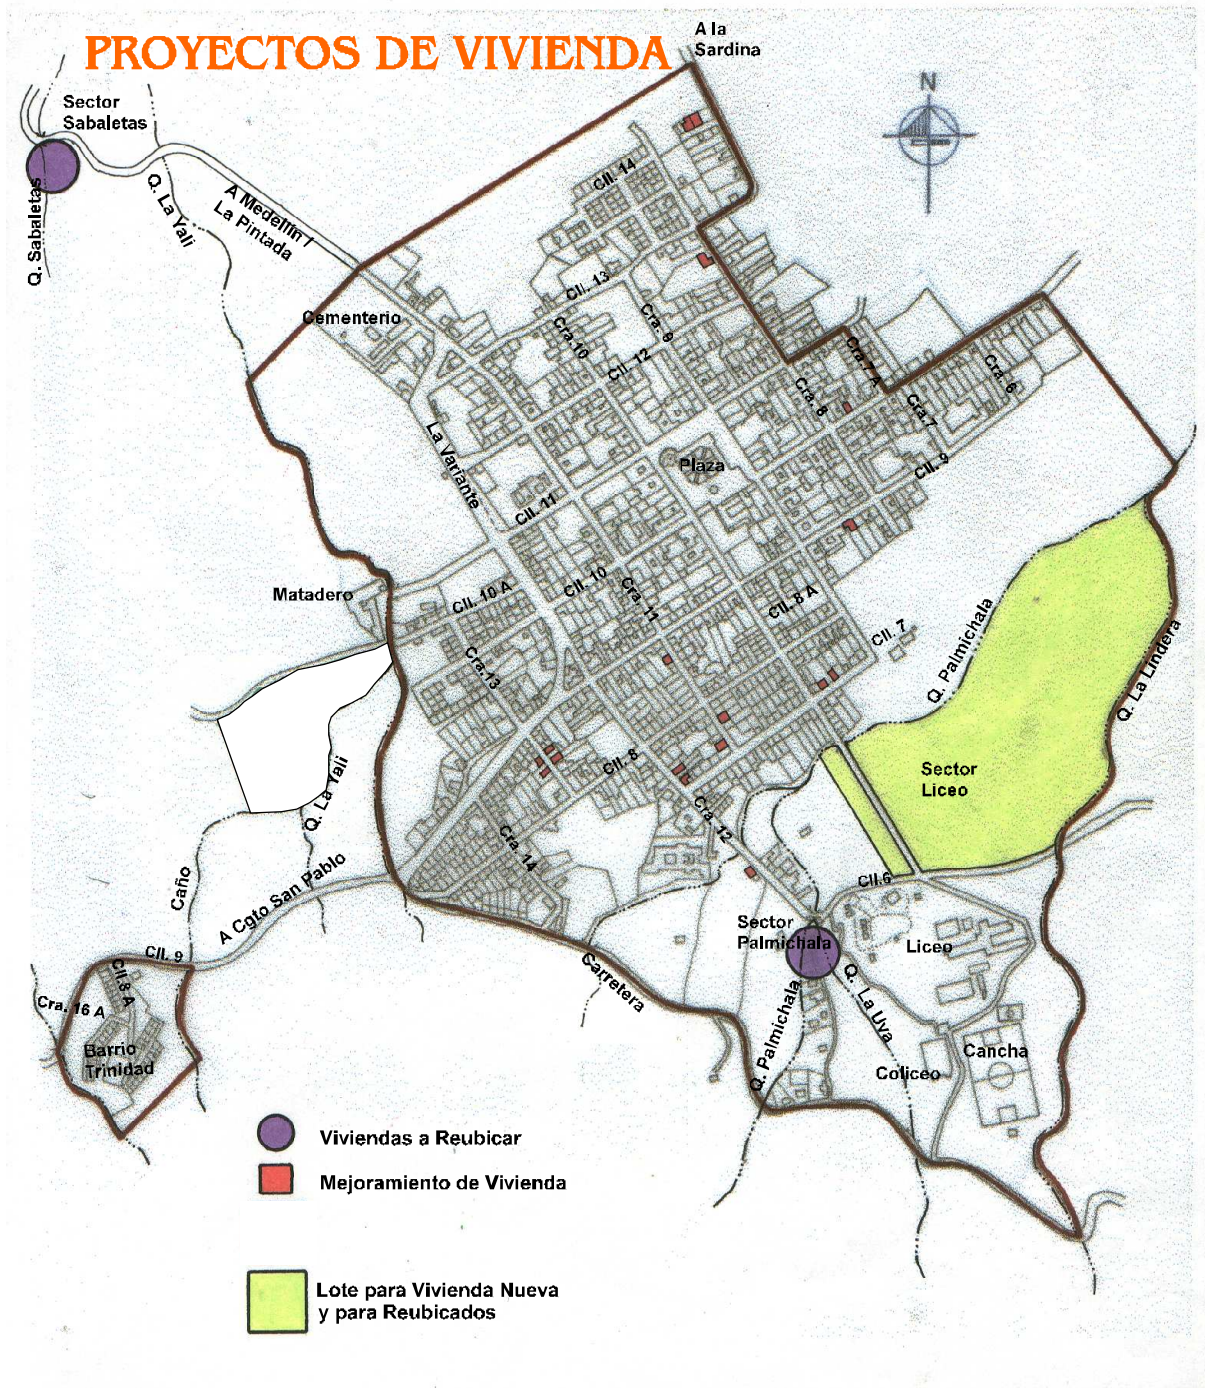 PROYECTOS DE VIVIENDA
A la
Sardina
N
Sector
Sabaletas
Q. Sabaletas
Q. La Yali
A Medellin /
La Pintada
Cementerio
Cll. 14
Cll. 13
Cra. 9
Cra.10
Cll. 12
Cra.7 A
Cra. 6
Cra. 8
Cra.7
La Variante
Plaza
Cll. 9
Cll. 11
Matadero
Cll. 10 A
Cll. 10
Cra. 11
Cll. 8 A
Cll. 7
Q. Palmichala
Q. La Lindera
Cra.13
Cll. 8
Sector
Liceo
Q. La Yali
Cra. 12
Cra. 14
Caño
A Cgto San Pablo
Cll.6
Sector
Palmichala
Liceo
Cll. 9
Cll.8 A
Cra. 16 A
Carretera
Q. Palmichala
Q. La Uva
Barrio
Trinidad
Cancha
Coliceo
Viviendas a Reubicar
Mejoramiento de Vivienda
Lote para Vivienda Nueva
y para Reubicados